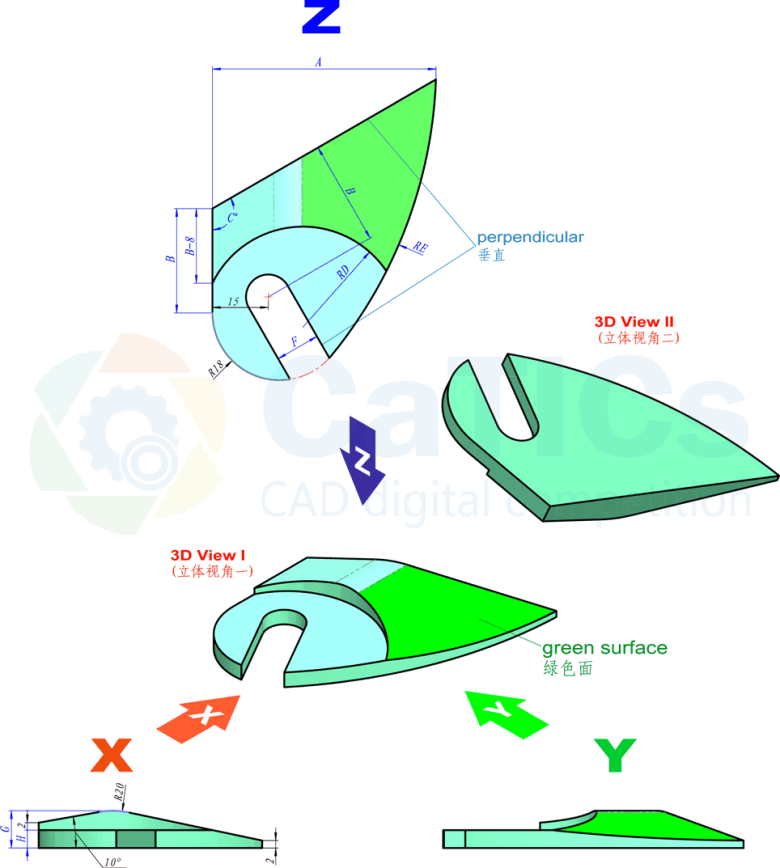 Z
A
B
B-8
C°
B
RE
perpendicular
垂直
RD
15
F
R18
3D View II
(立体视角二)
CaTICs
CAD digital competition
Z
3D View I
(立体视角一)
green surface
绿色面
X
Y
X
Y
R20
G
H
2
10°
2